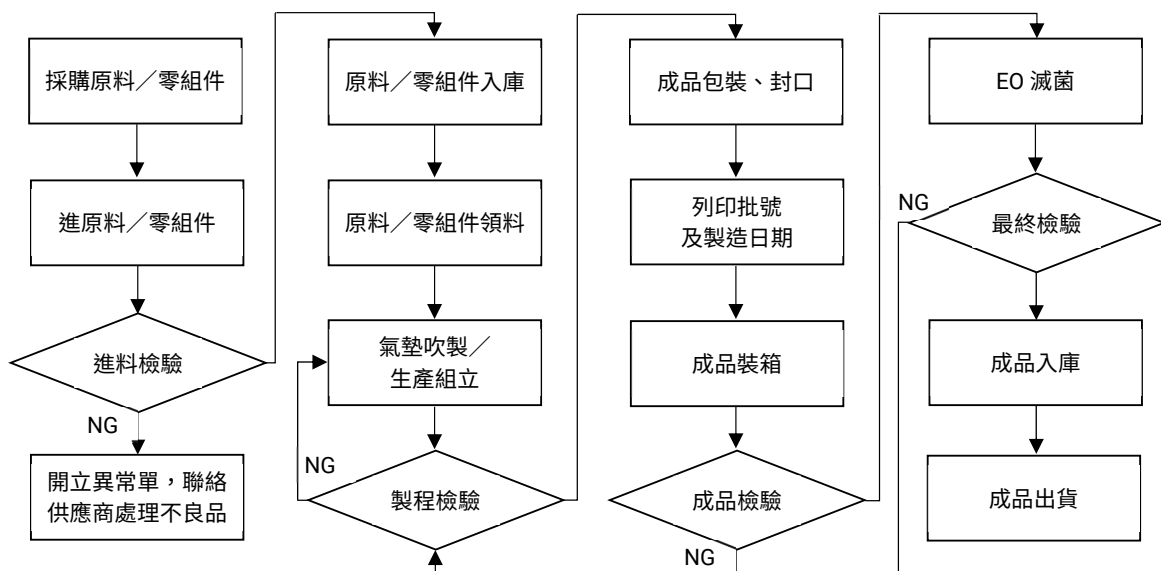 採購原料／零組件
進原料／零組件
進料檢驗
NG
開立異常單，聯絡
供應商處理不良品
原料／零組件入庫
原料／零組件領料
氣墊吹製／
生產組立
NG
製程檢驗
成品包裝、封口
列印批號
及製造日期
成品裝箱
成品檢驗
NG
EO 滅菌
NG
最終檢驗
成品入庫
成品出貨